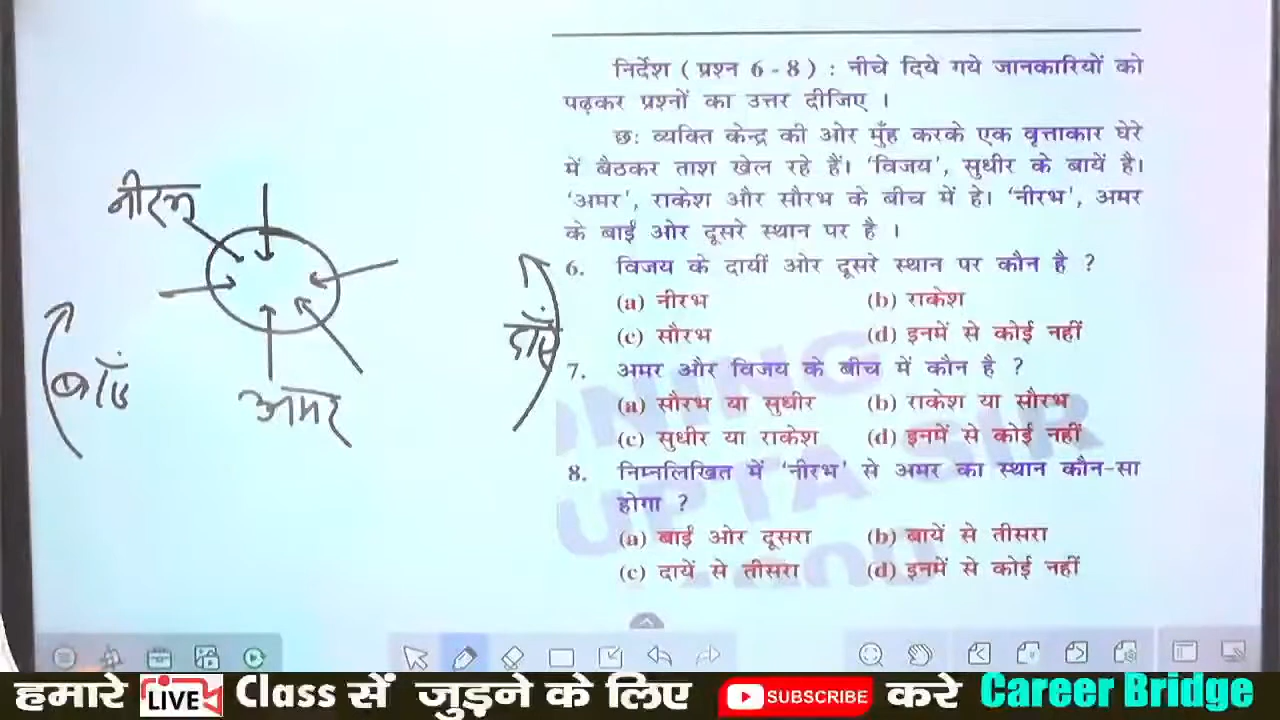 निर्देश ( प्रश्न 6 - 8 ) : नीचे दिये गये जानकारियों को
पढ़कर प्रश्नों का उत्तर दीजिए ।
छः व्यक्ति केन्द्र की ओर मुँह करके एक वृत्ताकार घेरे
में बैठकर ताश खेल रहे हैं। 'विजय', सुधीर के बायें है।
'अमर', राकेश और सौरभ के बीच में हे। 'नीरभ', अमर
के बाईं ओर दूसरे स्थान पर है ।
6. विजय के दायीं ओर दूसरे स्थान पर कौन है ?
(a) नीरभ (b) राकेश
(c) सौरभ (d) इनमें से कोई नहीं
7. अमर और विजय के बीच में कौन है ?
(a) सौरभ या सुधीर (b) राकेश या सौरभ
(c) सुधीर या राकेश (d) इनमें से कोई नहीं
8. निम्नलिखित में 'नीरभ' से अमर का स्थान कौन-सा
होगा ?
(a) बाईं ओर दूसरा (b) बायें से तीसरा
(c) दायें से तीसरा (d) इनमें से कोई नहीं
नीरभ
बाँए
अमर
दाँए
हमारे LIVE Class सें जुड़ने के लिए SUBSCRIBE करे Career Bridge